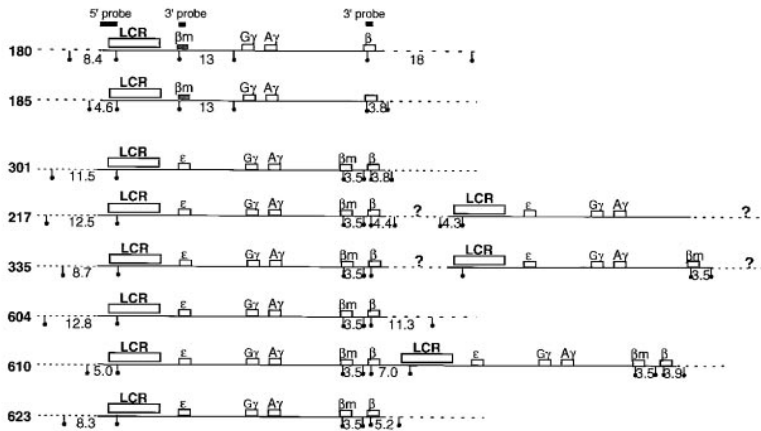 5' probe 3' probe 3' probe
LCR βm Gγ Aγ β
180 8.4 13 18
LCR βm Gγ Aγ
185 4.6 13 3.8
LCR ε Gγ Aγ βm β
301 11.5 3.5 3.8
LCR ε Gγ Aγ βm β ? LCR ε Gγ Aγ ?
217 12.5 3.5 4.4 4.3
LCR ε Gγ Aγ βm β ? LCR ε Gγ Aγ βm ?
335 8.7 3.5 3.5
LCR ε Gγ Aγ βm β
604 12.8 3.5 11.3
LCR ε Gγ Aγ βm β LCR ε Gγ Aγ βm β
610 5.0 3.5 7.0 3.5 3.9
LCR ε Gγ Aγ βm β
623 8.3 3.5 5.2